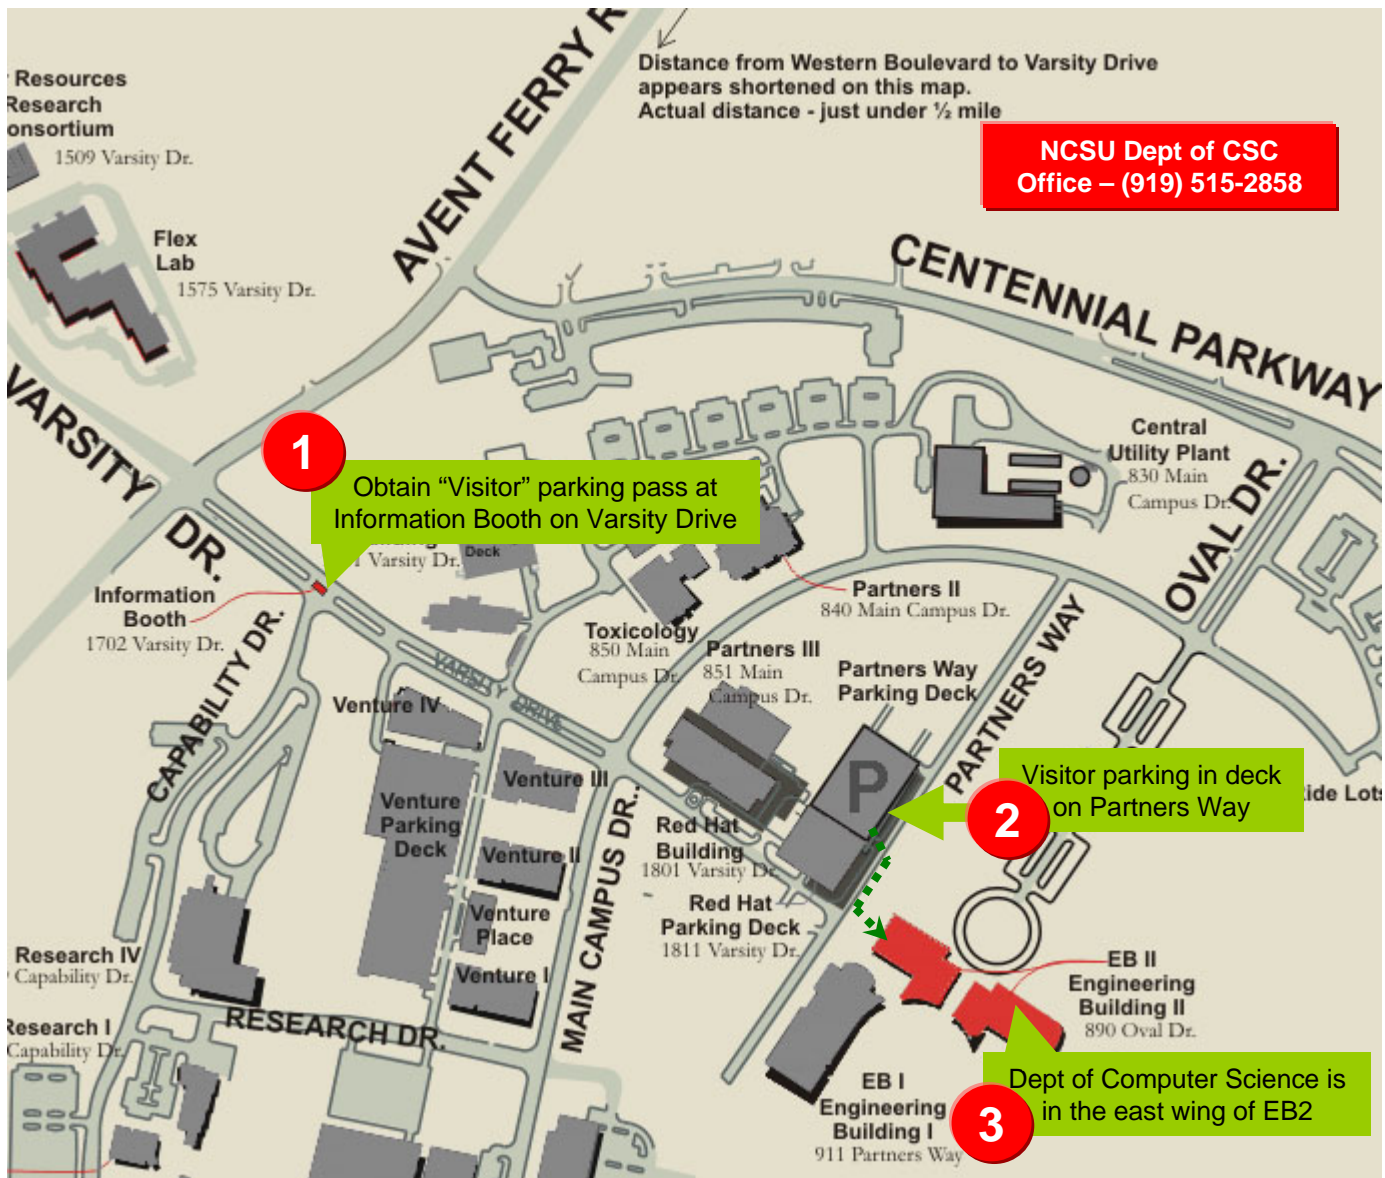 AVENT FERRY R
Distance from Western Boulevard to Varsity Drive
appears shortened on this map.
Actual distance - just under ½ mile
NCSU Dept of CSC
Office – (919) 515-2858
r Resources
Research
onsortium
1509 Varsity Dr.
Flex
Lab
1575 Varsity Dr.
CENTENNIAL PARKWAY
VARSITY
DR.
1
Obtain “Visitor” parking pass at
Information Booth on Varsity Drive
Deck
Varsity Dr.
Central
Utility Plant
830 Main
Campus Dr.
OVAL DR.
Information
Booth
1702 Varsity Dr.
CAPABILITY DR.
VARSITY DRIVE
Toxicology
850 Main
Campus Dr.
Partners II
840 Main Campus Dr.
Partners III
851 Main
Campus Dr.
Partners Way
Parking Deck
PARTNERS WAY
P
2
Visitor parking in deck
on Partners Way
ide Lots
Venture IV
Venture III
Venture
Parking
Deck
Venture II
Venture
Place
Venture I
MAIN CAMPUS DR.
Red Hat
Building
1801 Varsity Dr.
Red Hat
Parking Deck
1811 Varsity Dr.
Research IV
Capability Dr.
Research I
Capability Dr.
RESEARCH DR.
EB II
Engineering
Building II
890 Oval Dr.
EB I
Engineering
Building I
911 Partners Way
3
Dept of Computer Science is
in the east wing of EB2